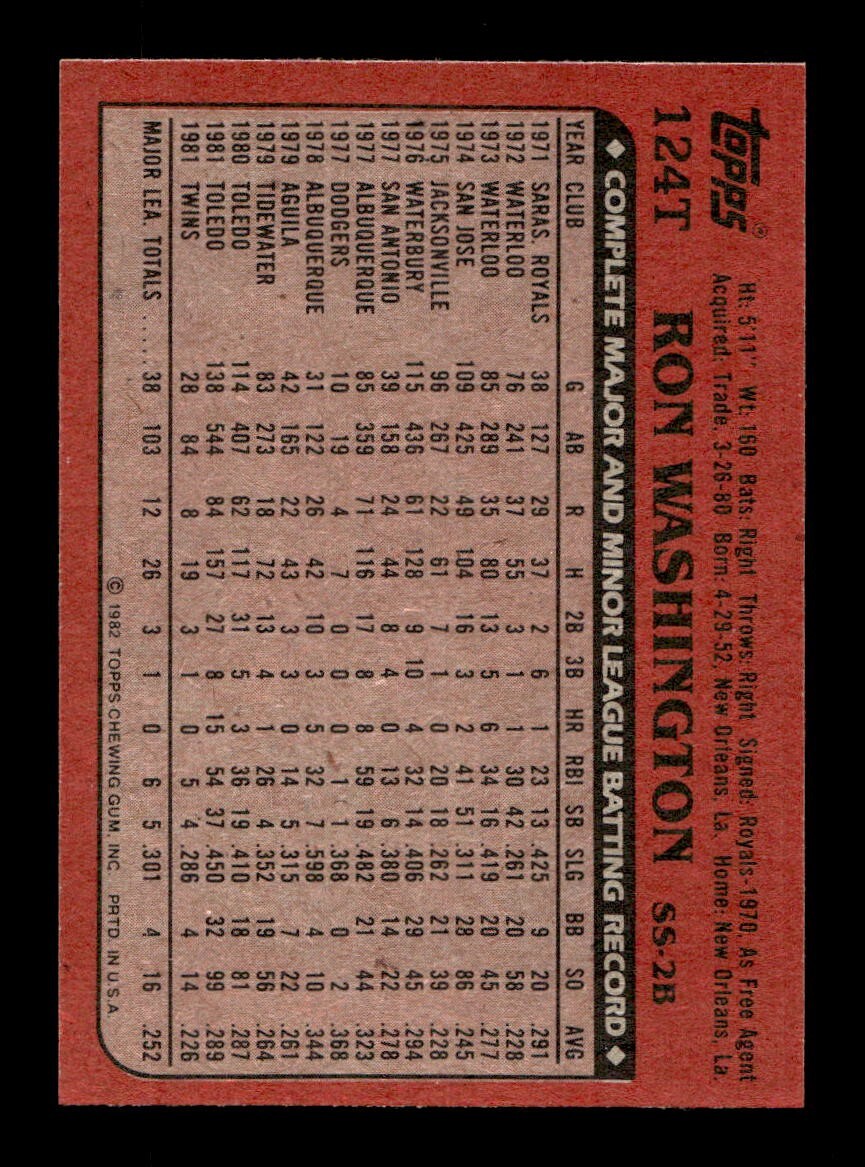 TOPPS®
Ht: 5'11" Wt: 160 Bats: Right Throws: Right Signed: Royals-1970, As Free Agent
Acquired: Trade, 3-26-80 Born: 4-29-52, New Orleans, La. Home: New Orleans, La.
124T RON WASHINGTON SS-2B
◆ COMPLETE MAJOR AND MINOR LEAGUE BATTING RECORD ◆
YEAR CLUB G AB R H 2B 3B HR RBI SB SLG BB SO AVG
1971 SARAS. ROYALS 38 127 29 37 2 6 1 23 13 .425 9 20 .291
1972 WATERLOO 76 241 37 55 3 1 1 30 42 .261 20 58 .228
1973 WATERLOO 85 289 35 80 13 5 6 34 16 .419 20 45 .277
1974 SAN JOSE 109 425 49 104 16 3 2 41 51 .311 28 86 .245
1975 JACKSONVILLE 96 267 22 61 7 1 0 20 18 .262 21 39 .228
1976 WATERBURY 115 436 61 128 9 10 4 32 14 .406 29 45 .294
1977 SAN ANTONIO 39 158 24 44 8 4 0 13 6 .380 14 22 .278
1977 ALBUQUERQUE 85 359 71 116 17 8 8 59 19 .482 21 44 .323
1977 DODGERS 10 19 4 7 0 0 0 1 1 .368 0 2 .368
1978 ALBUQUERQUE 31 122 26 42 10 3 5 32 7 .598 4 10 .344
1979 AGUILA 42 165 22 43 3 3 0 14 5 .315 7 22 .261
1979 TIDEWATER 83 273 18 72 13 4 1 26 4 .352 19 56 .264
1980 TOLEDO 114 407 62 117 31 5 3 36 19 .410 18 81 .287
1981 TOLEDO 138 544 84 157 27 8 15 54 37 .450 32 99 .289
1981 TWINS 28 84 8 19 3 1 0 5 4 .286 4 14 .226
MAJOR LEA. TOTALS ..... 38 103 12 26 3 1 0 6 5 .301 4 16 .252
© 1982 TOPPS CHEWING GUM, INC. PRTD. IN U.S.A.